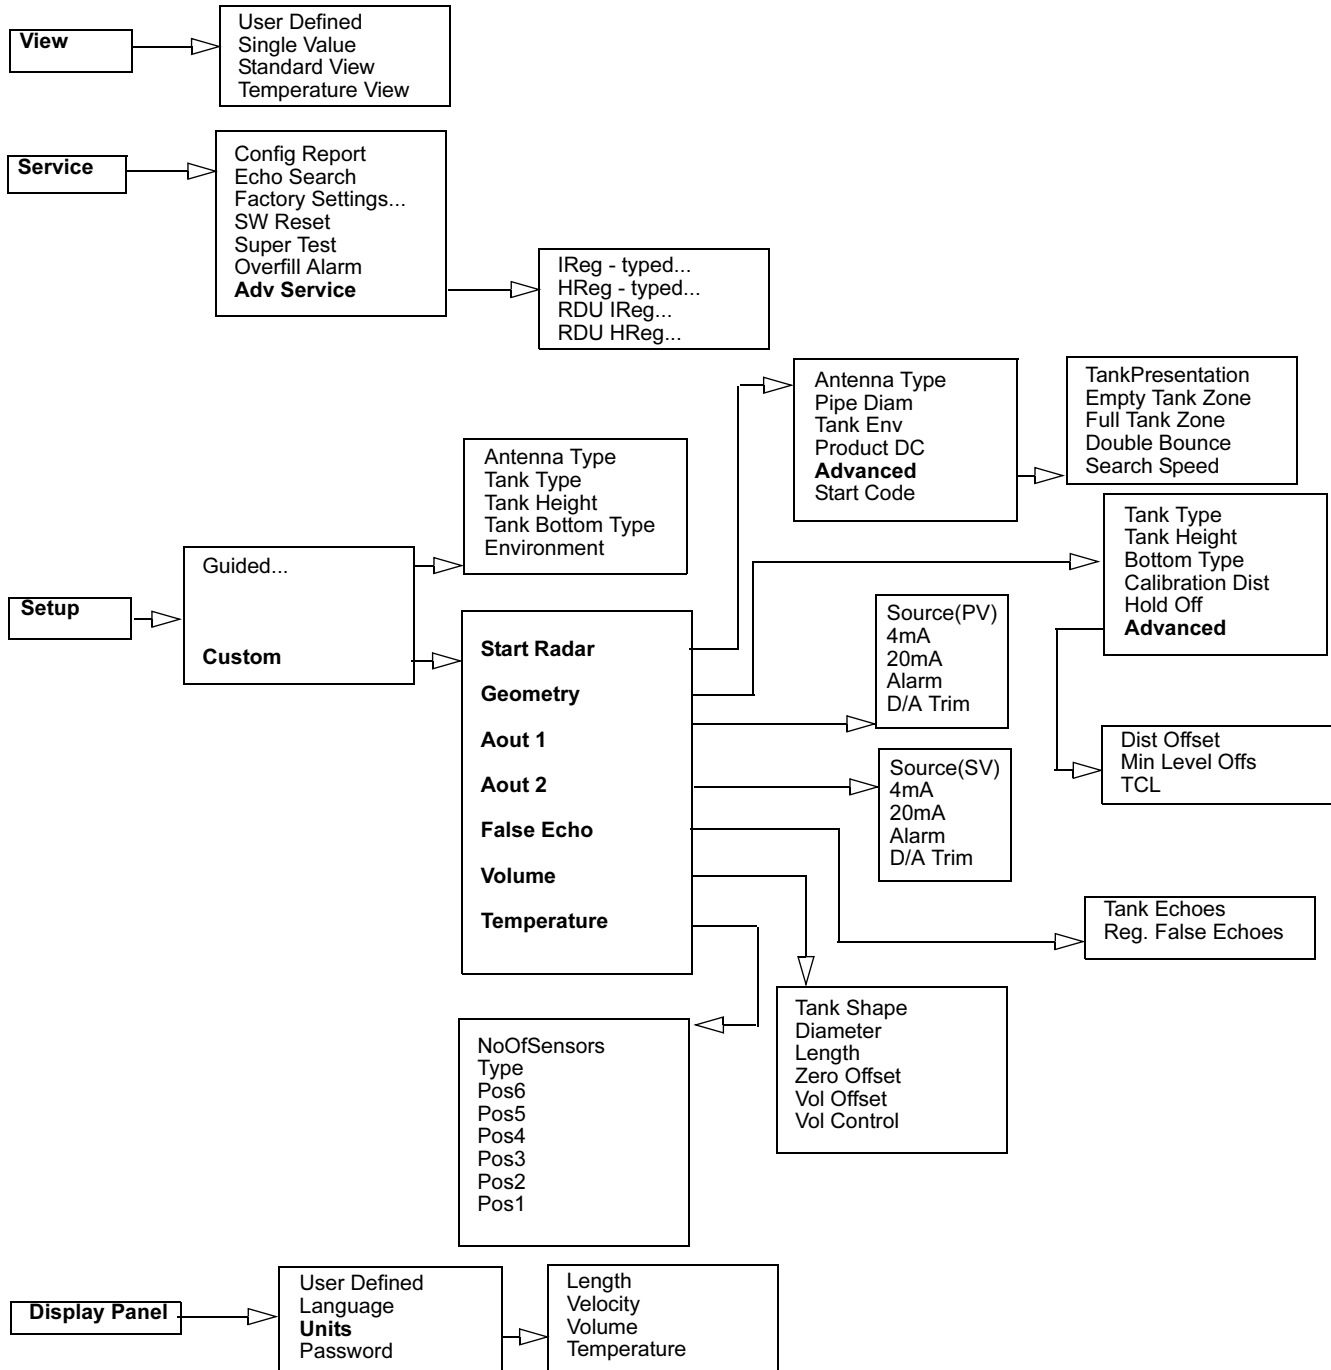 View
User Defined
Single Value
Standard View
Temperature View
Service
Config Report
Echo Search
Factory Settings...
SW Reset
Super Test
Overfill Alarm
Adv Service
IReg - typed...
HReg - typed...
RDU IReg...
RDU HReg...
Setup
Guided...
Custom
Antenna Type
Tank Type
Tank Height
Tank Bottom Type
Environment
Start Radar
Geometry
Aout 1
Aout 2
False Echo
Volume
Temperature
Antenna Type
Pipe Diam
Tank Env
Product DC
Advanced
Start Code
TankPresentation
Empty Tank Zone
Full Tank Zone
Double Bounce
Search Speed
Tank Type
Tank Height
Bottom Type
Calibration Dist
Hold Off
Advanced
Dist Offset
Min Level Offs
TCL
Source(PV)
4mA
20mA
Alarm
D/A Trim
Source(SV)
4mA
20mA
Alarm
D/A Trim
Tank Echoes
Reg. False Echoes
Tank Shape
Diameter
Length
Zero Offset
Vol Offset
Vol Control
NoOfSensors
Type
Pos6
Pos5
Pos4
Pos3
Pos2
Pos1
Display Panel
User Defined
Language
Units
Password
Length
Velocity
Volume
Temperature